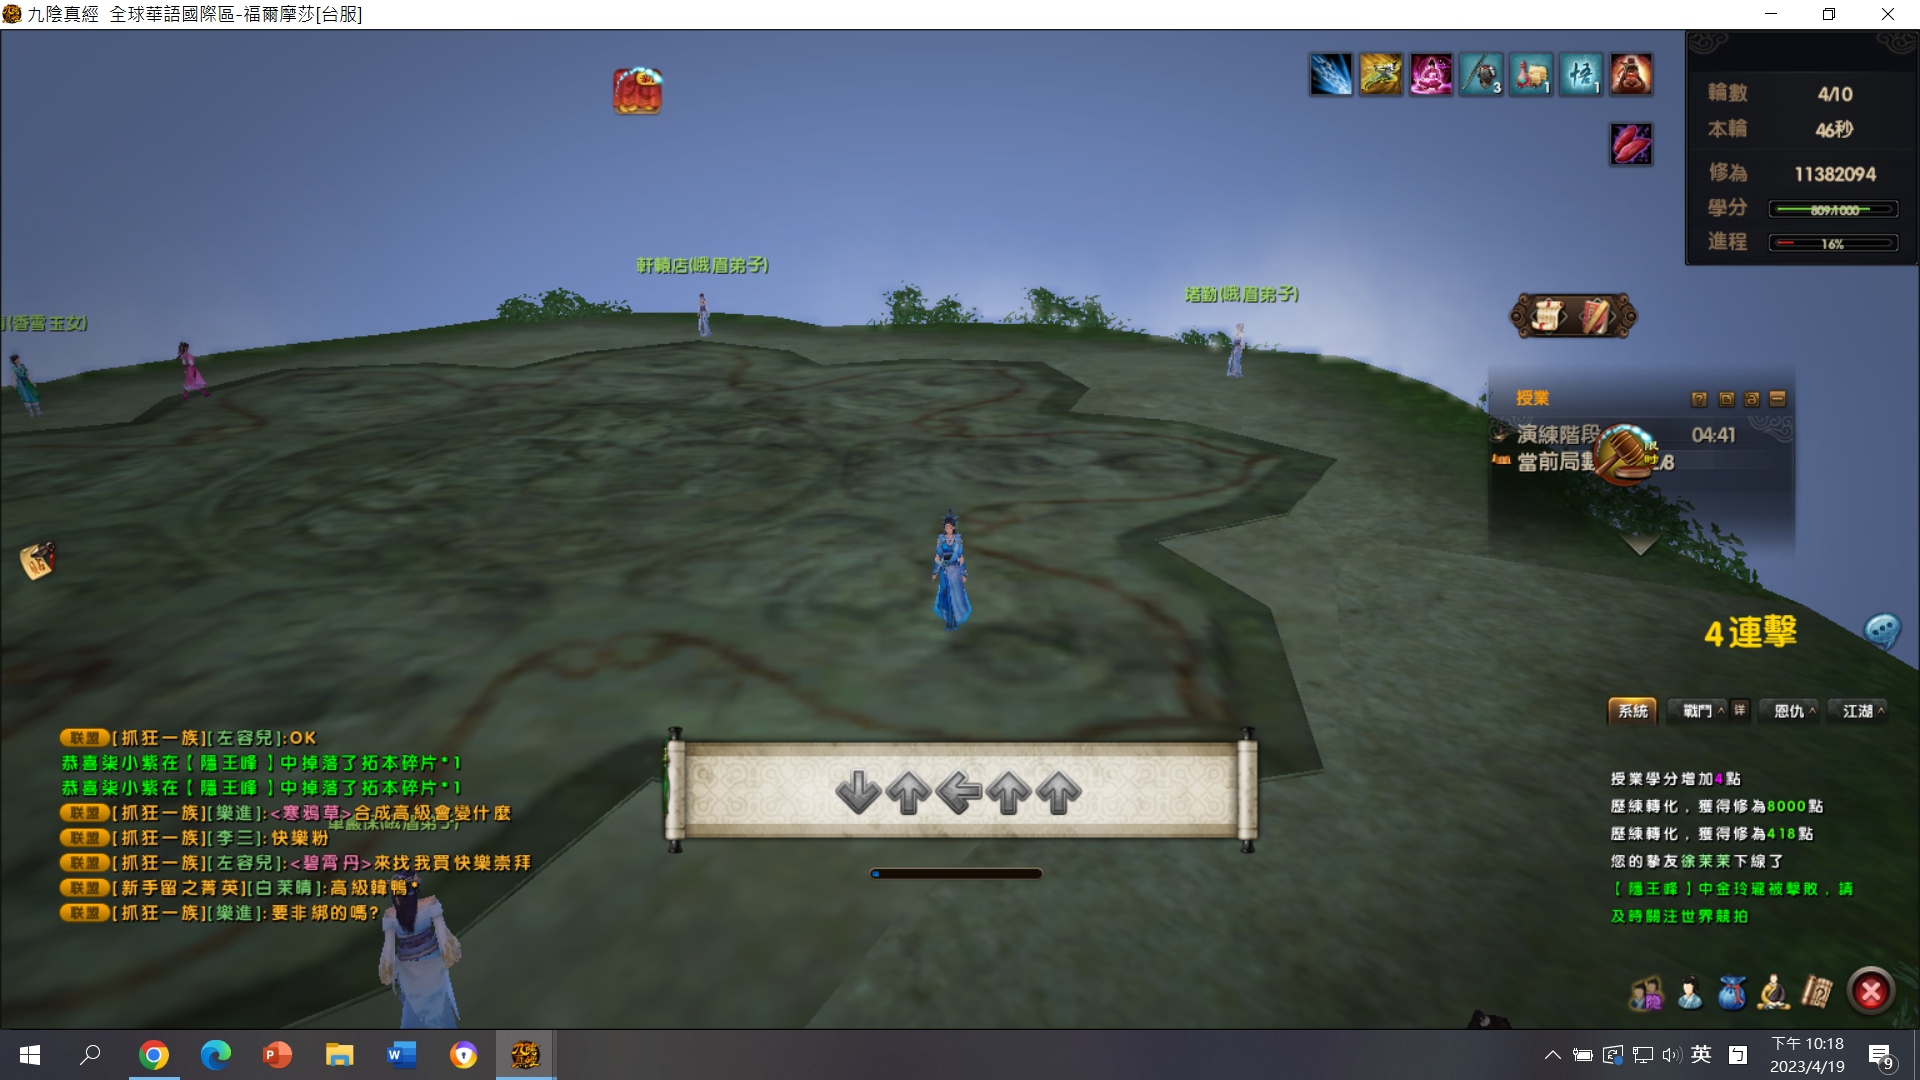 九陰真經 全球華語國際區-福爾摩莎[台服]
3
1
悟 1
輪數 4/10
本輪 46秒
修為 11382094
學分 809/1000
進程 16%
軒轅店(峨眉弟子)
堵勤(峨眉弟子)
(香雪玉女)
授業
演練階段 04:41
當前局數 /8
限時
4連擊
系統 戰鬥 詳 恩仇 江湖
联盟 [抓狂一族][左容兒]:OK
恭喜柒小紫在【隱王峰】中掉落了拓本碎片*1
恭喜柒小紫在【隱王峰】中掉落了拓本碎片*1
联盟 [抓狂一族][樂進]:<寒鴉草>合成高級會變什麼
联盟 [抓狂一族][李三]:快樂粉
联盟 [抓狂一族][左容兒]:<碧霄丹>來找我買快樂崇拜
联盟 [新手留之菁英][白茉晴]:高級韓鴨*
联盟 [抓狂一族][樂進]:要非綁的嗎?
授業學分增加4點
歷練轉化，獲得修為8000點
歷練轉化，獲得修為418點
您的摯友徐茉茉下線了
【隱王峰】中金玲瓏被擊敗，請
及時關注世界競拍
英
下午 10:18
2023/4/19
9